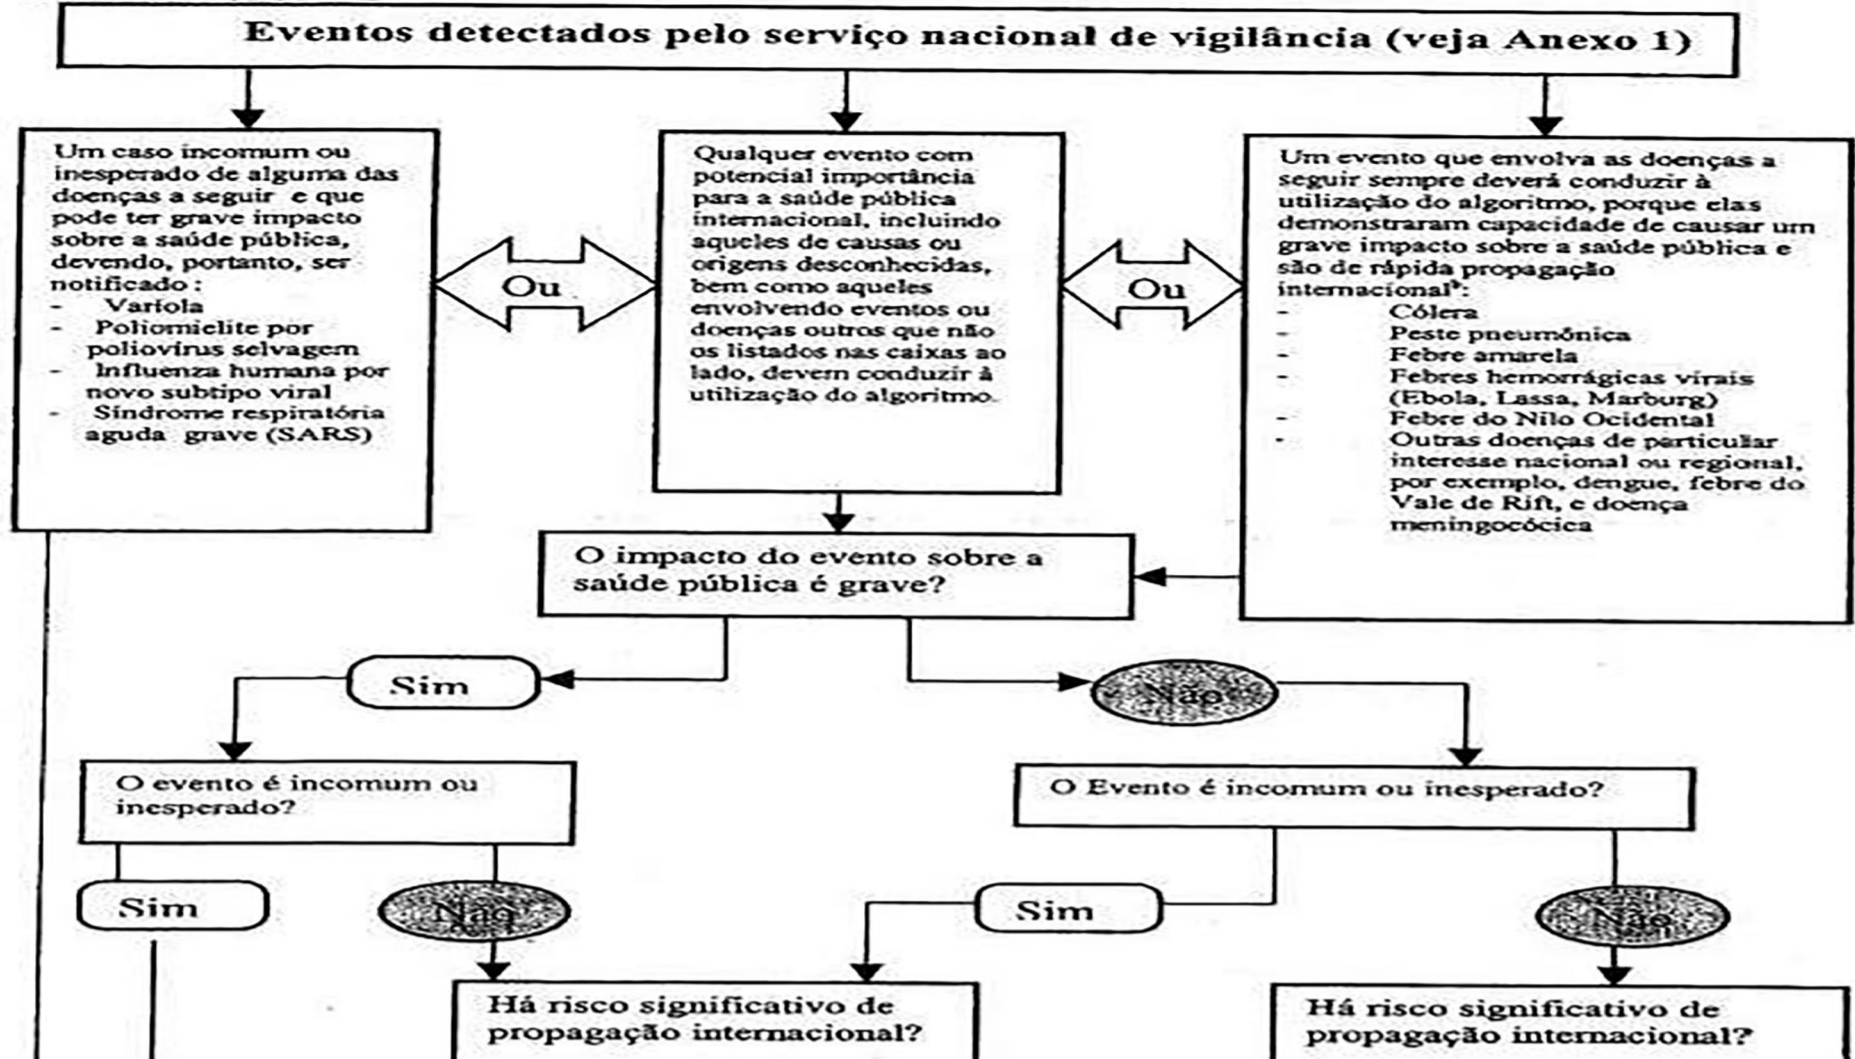 Eventos detectados pelo serviço nacional de vigilância (veja Anexo 1)
Um caso incomum ou
inesperado de alguma das
doenças a seguir e que
pode ter grave impacto
sobre a saúde pública,
devendo, portanto, ser
notificado :
- Varíola
- Poliomielite por
poliovírus selvagem
- Influenza humana por
novo subtipo viral
- Síndrome respiratória
aguda grave (SARS)
Ou
Qualquer evento com
potencial importância
para a saúde pública
internacional, incluindo
aqueles de causas ou
origens desconhecidas,
bem como aqueles
envolvendo eventos ou
doenças outros que não
os listados nas caixas ao
lado, devem conduzir à
utilização do algoritmo.
Ou
Um evento que envolva as doenças a
seguir sempre deverá conduzir à
utilização do algoritmo, porque elas
demonstraram capacidade de causar um
grave impacto sobre a saúde pública e
são de rápida propagação
internacional b:
- Cólera
- Peste pneumônica
- Febre amarela
- Febres hemorrágicas virais
(Ebola, Lassa, Marburg)
- Febre do Nilo Ocidental
- Outras doenças de particular
interesse nacional ou regional,
por exemplo, dengue, febre do
Vale de Rift, e doença
meningocócica
O impacto do evento sobre a
saúde pública é grave?
Sim
Não
O evento é incomum ou
inesperado?
O Evento é incomum ou inesperado?
Sim
Não
Sim
Não
Há risco significativo de
propagação internacional?
Há risco significativo de
propagação internacional?